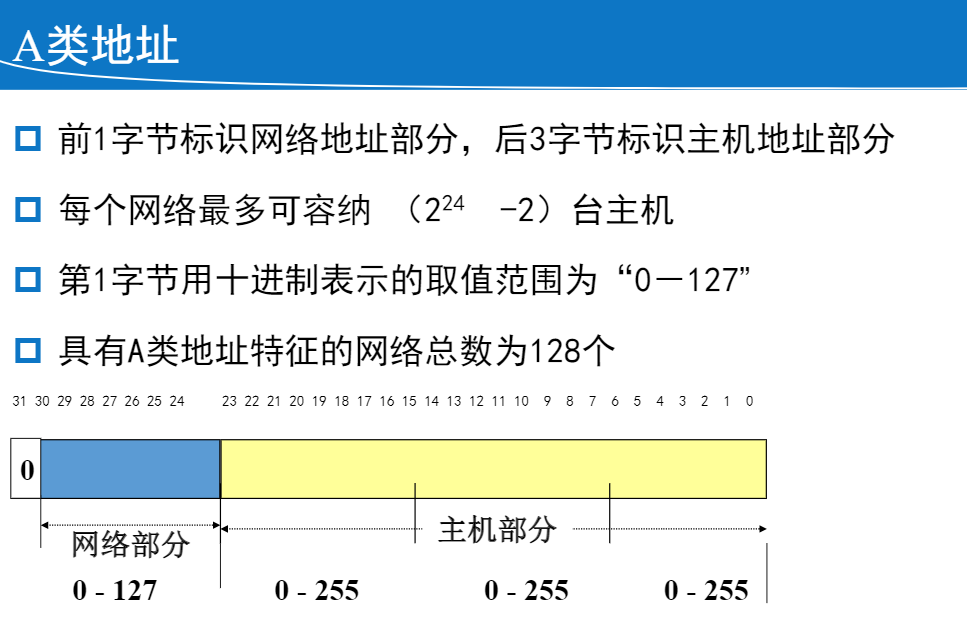 A类地址
前1字节标识网络地址部分，后3字节标识主机地址部分
每个网络最多可容纳 （2²⁴ -2）台主机
第1字节用十进制表示的取值范围为“0－127”
具有A类地址特征的网络总数为128个
31 30 29 28 27 26 25 24 23 22 21 20 19 18 17 16 15 14 13 12 11 10 9 8 7 6 5 4 3 2 1 0
0
网络部分 主机部分
0 - 127 0 - 255 0 - 255 0 - 255